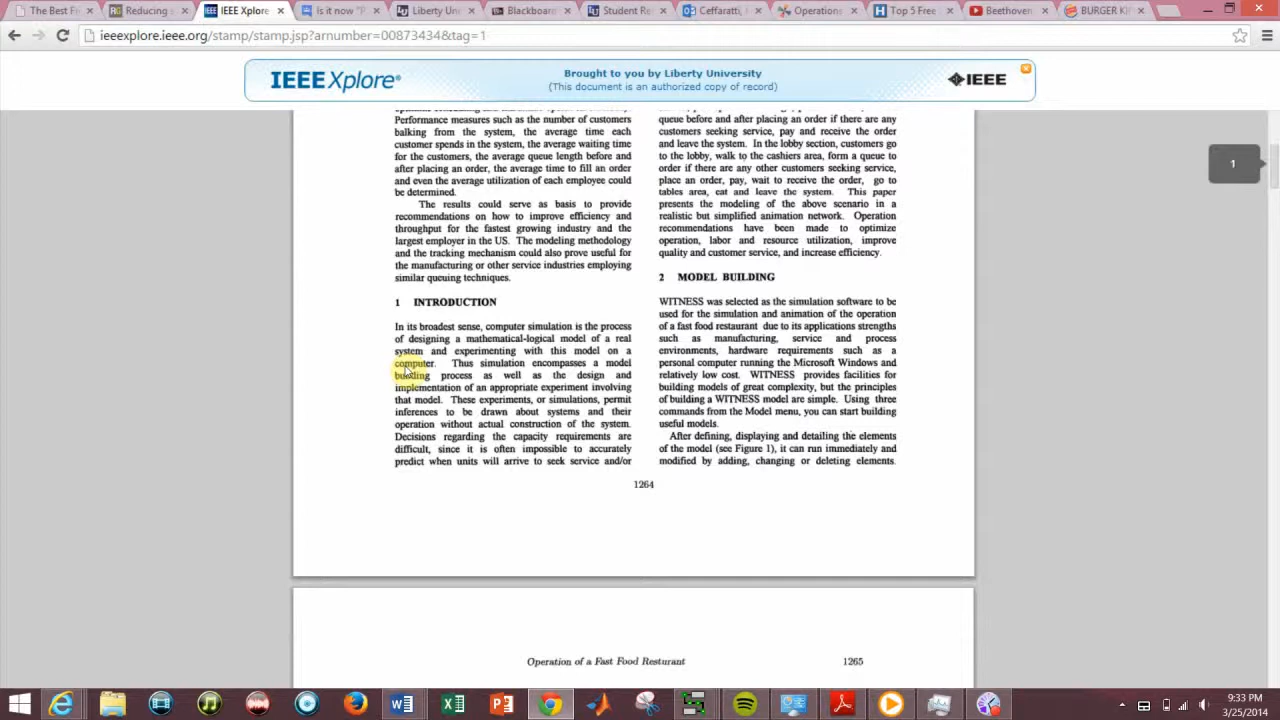 The Best F
Reducing
IEEE Xplore
Is it now "P
Liberty Uni
Blackboard
Student Re
Ceffaratti,
Operations
Top 5 Free
Beethoven
BURGER KI
ieeexplore.ieee.org/stamp/stamp.jsp?arnumber=00873434&tag=1
IEEE Xplore®
Brought to you by Liberty University
(This document is an authorized copy of record)
IEEE
1
Performance measures such as the number of customers
balking from the system, the average time each
customer spends in the system, the average waiting time
for the customers, the average queue length before and
after placing an order, the average time to fill an order
and even the average utilization of each employee could
be determined.
The results could serve as basis to provide
recommendations on how to improve efficiency and
throughput for the fastest growing industry and the
largest employer in the US. The modeling methodology
and the tracking mechanism could also prove useful for
the manufacturing or other service industries employing
similar queuing techniques.
1 INTRODUCTION
In its broadest sense, computer simulation is the process
of designing a mathematical-logical model of a real
system and experimenting with this model on a
computer. Thus simulation encompasses a model
building process as well as the design and
implementation of an appropriate experiment involving
that model. These experiments, or simulations, permit
inferences to be drawn about systems and their
operation without actual construction of the system.
Decisions regarding the capacity requirements are
difficult, since it is often impossible to accurately
predict when units will arrive to seek service and/or
queue before and after placing an order if there are any
customers seeking service, pay and receive the order
and leave the system. In the lobby section, customers go
to the lobby, walk to the cashiers area, form a queue to
order if there are any other customers seeking service,
place an order, pay, wait to receive the order, go to
tables area, eat and leave the system. This paper
presents the modeling of the above scenario in a
realistic but simplified animation network. Operation
recommendations have been made to optimize
operation, labor and resource utilization, improve
quality and customer service, and increase efficiency.
2 MODEL BUILDING
WITNESS was selected as the simulation software to be
used for the simulation and animation of the operation
of a fast food restaurant due to its applications strengths
such as manufacturing, service and process
environments, hardware requirements such as a
personal computer running the Microsoft Windows and
relatively low cost. WITNESS provides facilities for
building models of great complexity, but the principles
of building a WITNESS model are simple. Using three
commands from the Model menu, you can start building
useful models.
After defining, displaying and detailing the elements
of the model (see Figure 1), it can run immediately and
modified by adding, changing or deleting elements.
1264
Operation of a Fast Food Resturant
1265
9:33 PM
3/25/2014